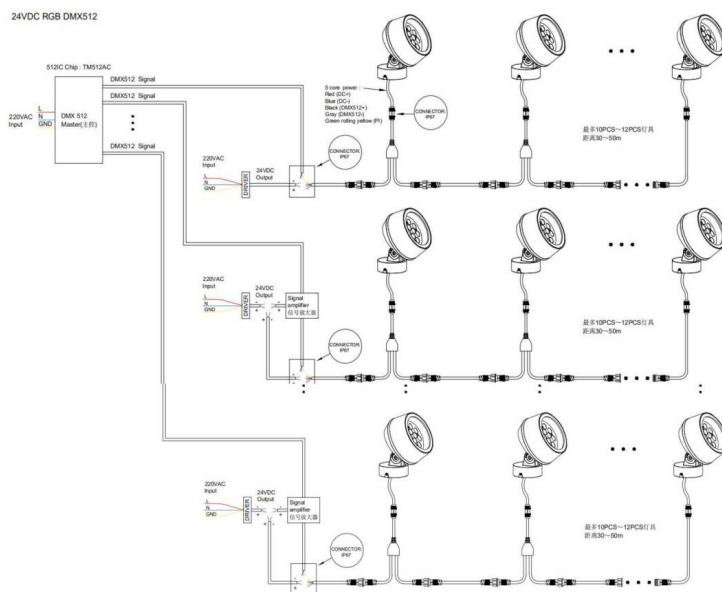 24VDC RGB DMX512
512IC Chip : TM512AC
DMX512 Signal
DMX512 Signal
DMX512 Signal
220VAC
Input
L
N
GND
DMX 512
Master(主控)
5 core power :
Red (DC+)
Blue (DC-)
Black (DMX512+)
Gray (DMX512-)
Green rolling yellow (PI)
CONNECTOR:
IP67
CONNECTOR:
IP67
220VAC
Input
L
N
GND
DRIVER
24VDC
Output
最多10PCS～12PCS灯具
距离30～50m
220VAC
Input
L
N
GND
DRIVER
24VDC
Output
Signal
amplifier
信号放大器
CONNECTOR:
IP67
最多10PCS～12PCS灯具
距离30～50m
220VAC
Input
L
N
GND
DRIVER
24VDC
Output
Signal
amplifier
信号放大器
CONNECTOR:
IP67
最多10PCS～12PCS灯具
距离30～50m